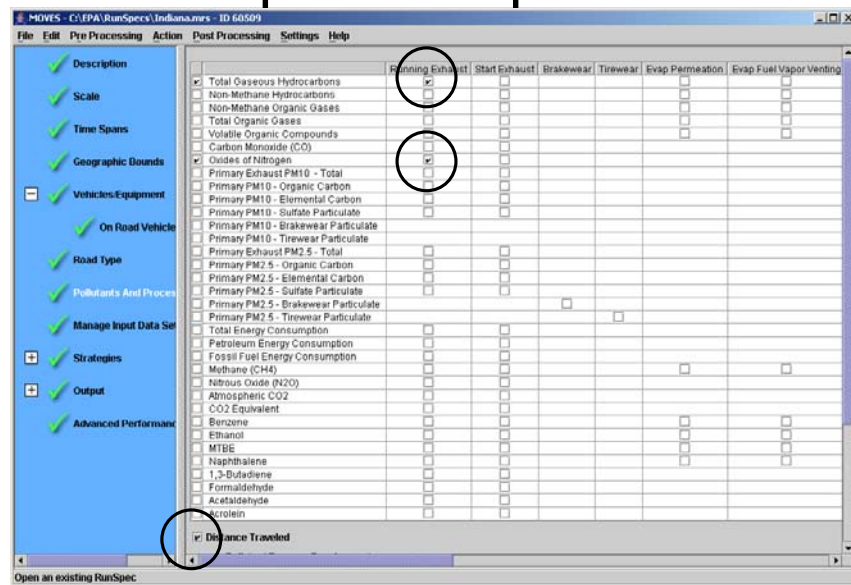 MOVES - C:\EPA\RunSpecs\Indiana.mrs - ID 60509
File Edit Pre Processing Action Post Processing Settings Help
Description
Scale
Time Spans
Geographic Bounds
Vehicles/Equipment
On Road Vehicle
Road Type
Pollutants And Proces
Manage Input Data Set
Strategies
Output
Advanced Performanc
Running Exhaust Start Exhaust Brakewear Tirewear Evap Permeation Evap Fuel Vapor Venting
Total Gaseous Hydrocarbons
Non-Methane Hydrocarbons
Non-Methane Organic Gases
Total Organic Gases
Volatile Organic Compounds
Carbon Monoxide (CO)
Oxides of Nitrogen
Primary Exhaust PM10 - Total
Primary PM10 - Organic Carbon
Primary PM10 - Elemental Carbon
Primary PM10 - Sulfate Particulate
Primary PM10 - Brakewear Particulate
Primary PM10 - Tirewear Particulate
Primary Exhaust PM2.5 - Total
Primary PM2.5 - Organic Carbon
Primary PM2.5 - Elemental Carbon
Primary PM2.5 - Sulfate Particulate
Primary PM2.5 - Brakewear Particulate
Primary PM2.5 - Tirewear Particulate
Total Energy Consumption
Petroleum Energy Consumption
Fossil Fuel Energy Consumption
Methane (CH4)
Nitrous Oxide (N2O)
Atmospheric CO2
CO2 Equivalent
Benzene
Ethanol
MTBE
Naphthalene
1,3-Butadiene
Formaldehyde
Acetaldehyde
Acrolein
Distance Traveled
Open an existing RunSpec